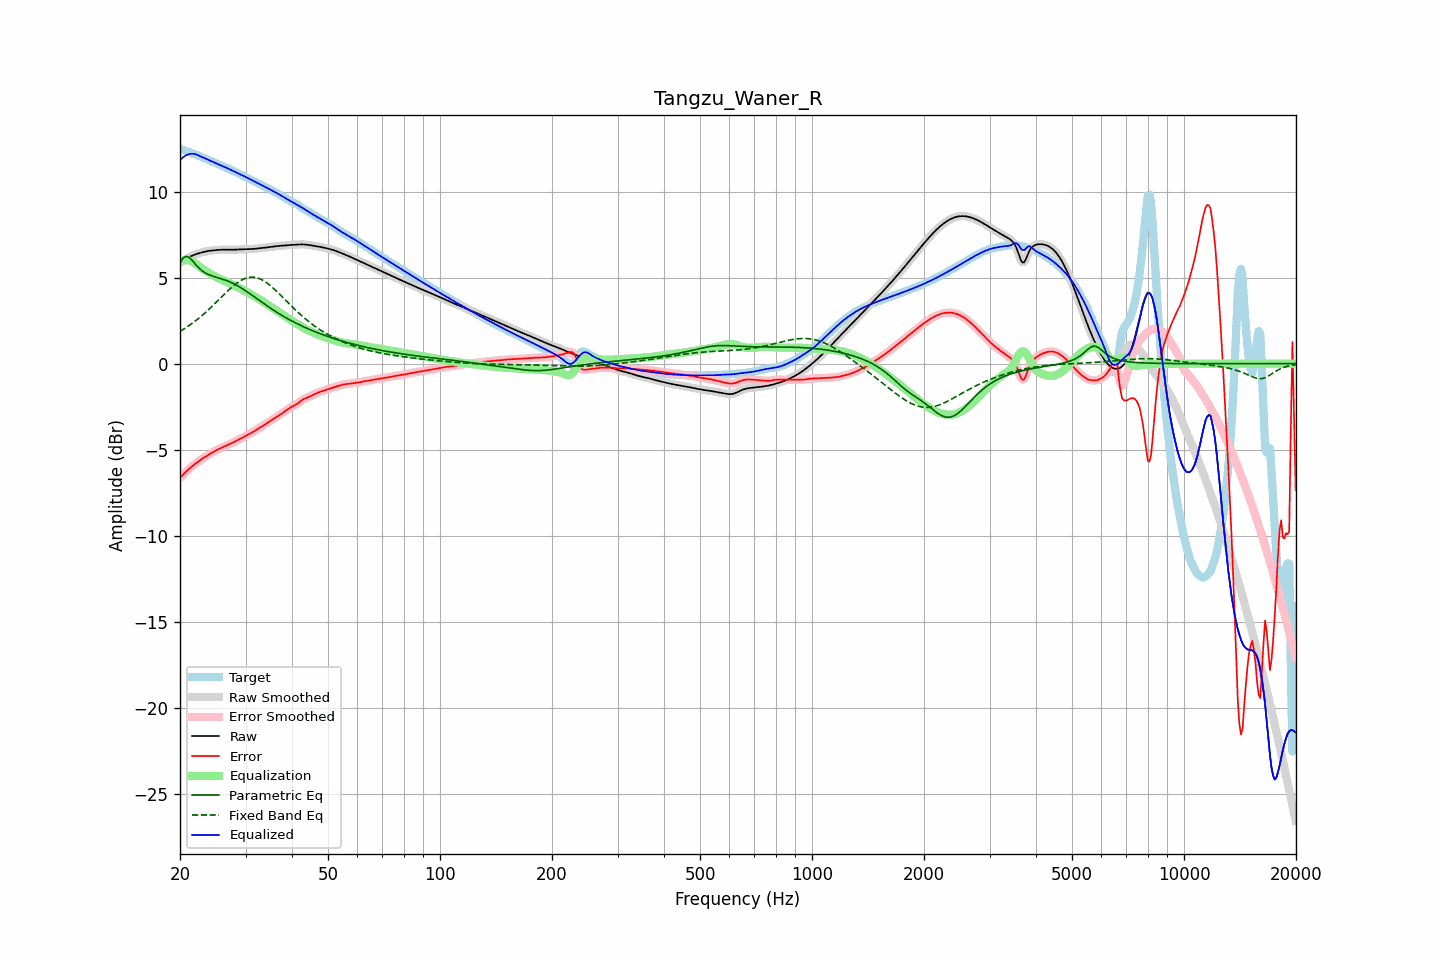 Tangzu_Waner_R
Amplitude (dBr)
10
5
0
−5
−10
−15
−20
−25
Target
Raw Smoothed
Error Smoothed
Raw
Error
Equalization
Parametric Eq
Fixed Band Eq
Equalized
20 50 100 200 500 1000 2000 5000 10000 20000
Frequency (Hz)